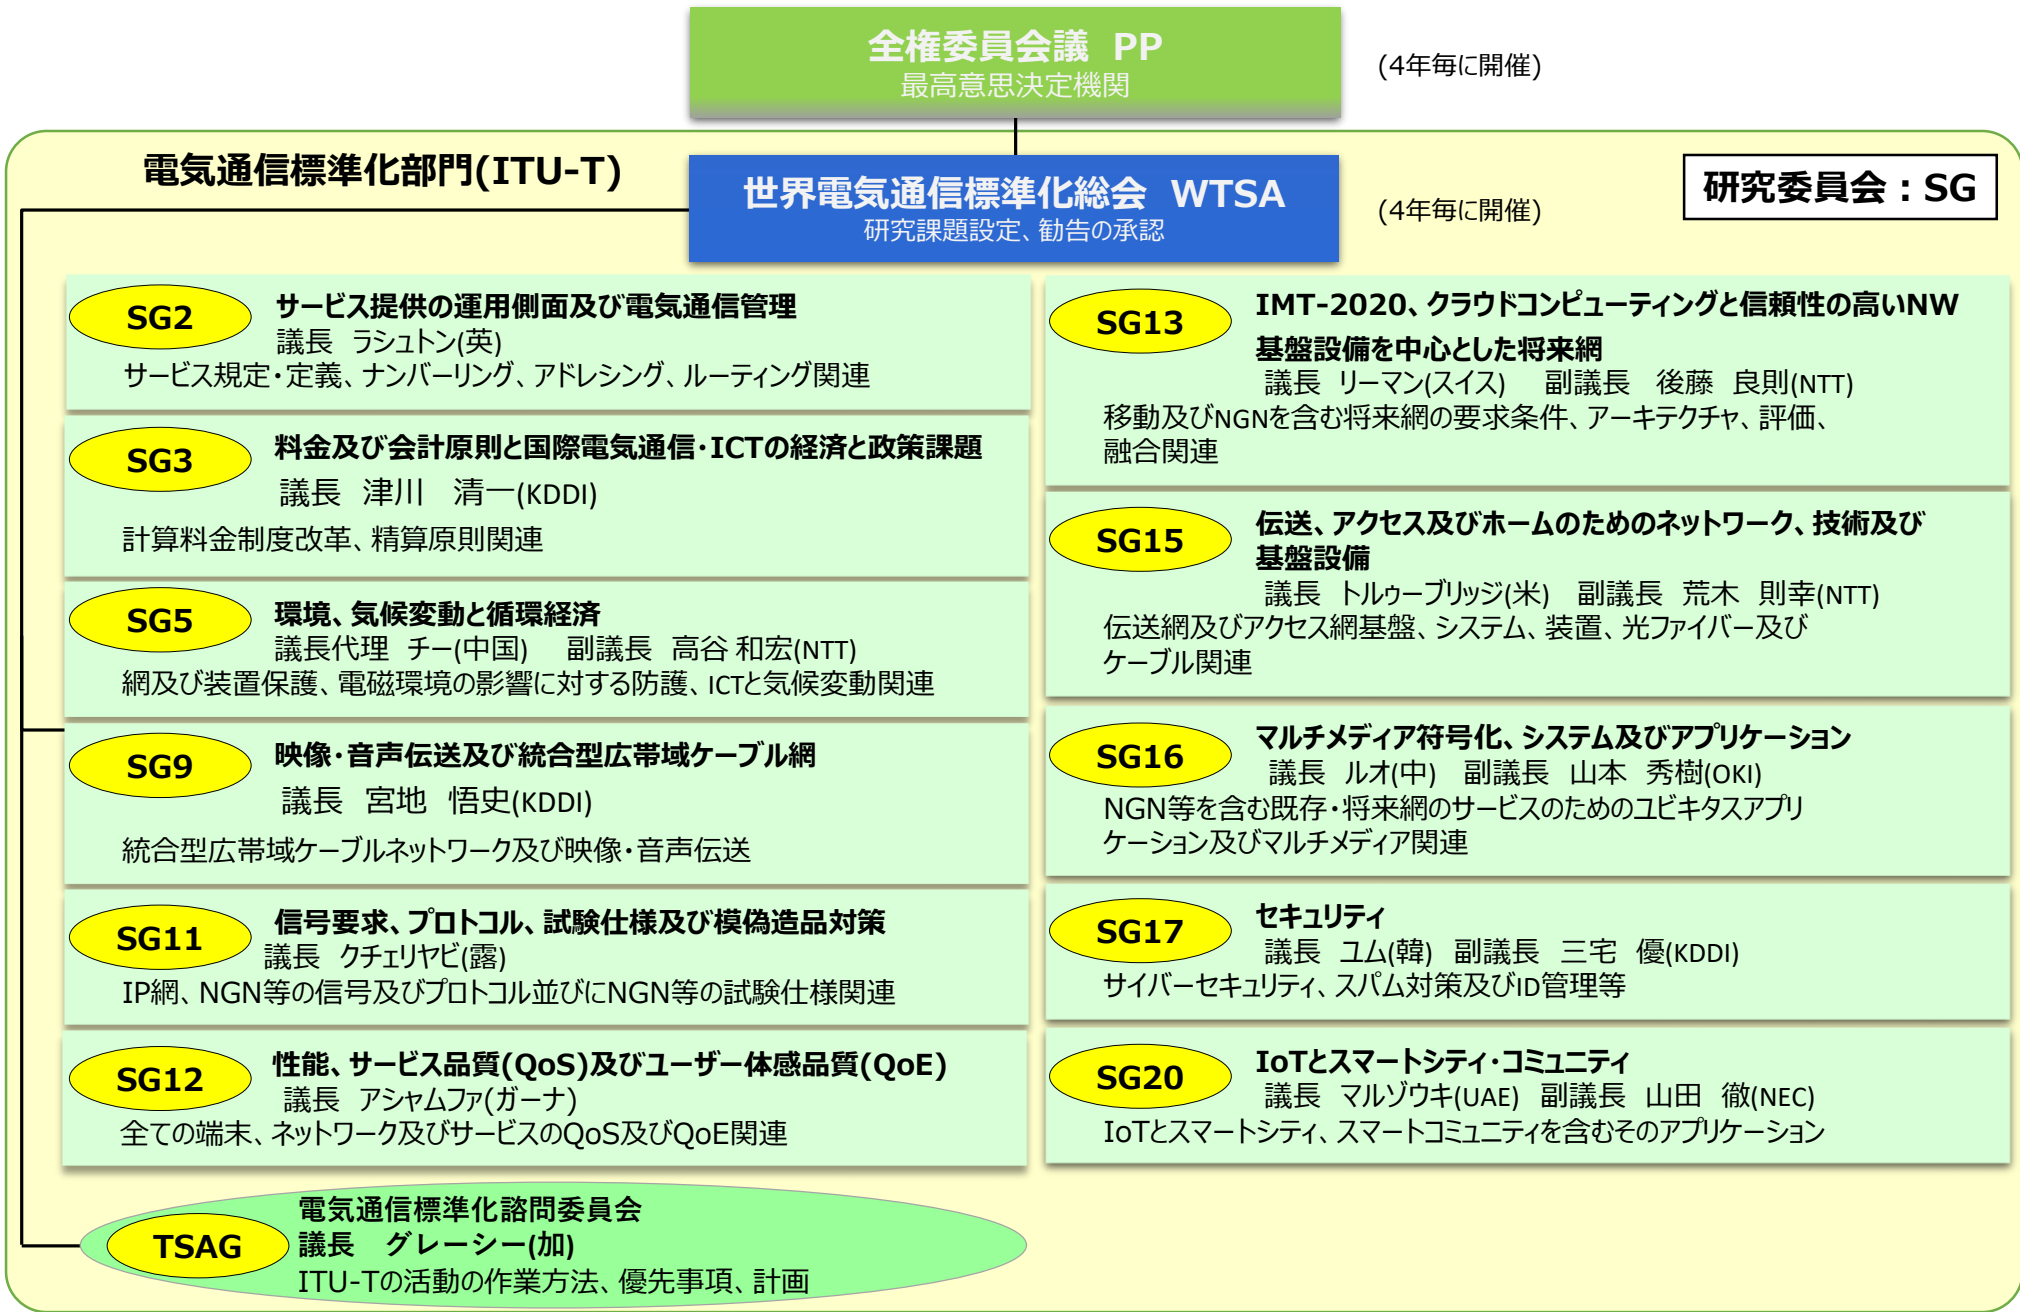 全権委員会議 PP
最高意思決定機関
(4年毎に開催)
電気通信標準化部門(ITU-T)
世界電気通信標準化総会 WTSA
研究課題設定、勧告の承認
(4年毎に開催)
研究委員会：SG
SG2
サービス提供の運用側面及び電気通信管理
議長 ラシュトン(英)
サービス規定・定義、ナンバーリング、アドレシング、ルーティング関連
SG3
料金及び会計原則と国際電気通信・ICTの経済と政策課題
議長 津川 清一(KDDI)
計算料金制度改革、精算原則関連
SG5
環境、気候変動と循環経済
議長代理 チー(中国) 副議長 高谷 和宏(NTT)
網及び装置保護、電磁環境の影響に対する防護、ICTと気候変動関連
SG9
映像・音声伝送及び統合型広帯域ケーブル網
議長 宮地 悟史(KDDI)
統合型広帯域ケーブルネットワーク及び映像・音声伝送
SG11
信号要求、プロトコル、試験仕様及び模偽造品対策
議長 クチェリヤビ(露)
IP網、NGN等の信号及びプロトコル並びにNGN等の試験仕様関連
SG12
性能、サービス品質(QoS)及びユーザー体感品質(QoE)
議長 アシャムファ(ガーナ)
全ての端末、ネットワーク及びサービスのQoS及びQoE関連
TSAG
電気通信標準化諮問委員会
議長 グレーシー(加)
ITU-Tの活動の作業方法、優先事項、計画
SG13
IMT-2020、クラウドコンピューティングと信頼性の高いNW
基盤設備を中心とした将来網
議長 リーマン(スイス) 副議長 後藤 良則(NTT)
移動及びNGNを含む将来網の要求条件、アーキテクチャ、評価、
融合関連
SG15
伝送、アクセス及びホームのためのネットワーク、技術及び
基盤設備
議長 トルゥーブリッジ(米) 副議長 荒木 則幸(NTT)
伝送網及びアクセス網基盤、システム、装置、光ファイバー及び
ケーブル関連
SG16
マルチメディア符号化、システム及びアプリケーション
議長 ルオ(中) 副議長 山本 秀樹(OKI)
NGN等を含む既存・将来網のサービスのためのユビキタスアプリ
ケーション及びマルチメディア関連
SG17
セキュリティ
議長 ユム(韓) 副議長 三宅 優(KDDI)
サイバーセキュリティ、スパム対策及びID管理等
SG20
IoTとスマートシティ・コミュニティ
議長 マルゾウキ(UAE) 副議長 山田 徹(NEC)
IoTとスマートシティ、スマートコミュニティを含むそのアプリケーション